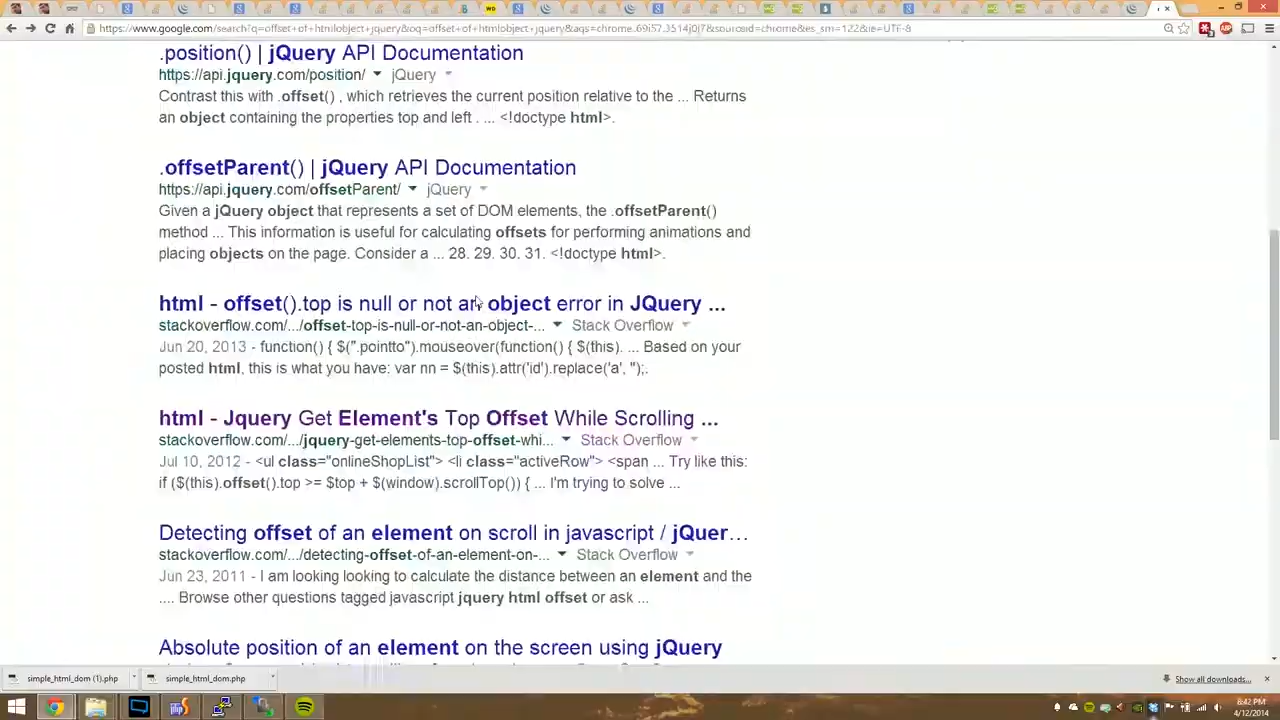 https://www.google.com/search?q=offset+of+htmlobject+jquery&oq=offset+of+htmlobject+jquery&aqs=chrome..69i57.3514j0j7&sourceid=chrome&es_sm=122&ie=UTF-8
.position() | jQuery API Documentation
https://api.jquery.com/position/ jQuery
Contrast this with .offset() , which retrieves the current position relative to the ... Returns
an object containing the properties top and left . ... <!doctype html>.
.offsetParent() | jQuery API Documentation
https://api.jquery.com/offsetParent/ jQuery
Given a jQuery object that represents a set of DOM elements, the .offsetParent()
method ... This information is useful for calculating offsets for performing animations and
placing objects on the page. Consider a ... 28. 29. 30. 31. <!doctype html>.
html - offset().top is null or not an object error in JQuery ...
stackoverflow.com/.../offset-top-is-null-or-not-an-object-... Stack Overflow
Jun 20, 2013 - function() { $(".pointto").mouseover(function() { $(this). ... Based on your
posted html, this is what you have: var nn = $(this).attr('id').replace('a', '');.
html - Jquery Get Element's Top Offset While Scrolling ...
stackoverflow.com/.../jquery-get-elements-top-offset-whi... Stack Overflow
Jul 10, 2012 - <ul class="onlineShopList"> <li class="activeRow"> <span ... Try like this:
if ($(this).offset().top >= $top + $(window).scrollTop()) { ... I'm trying to solve ...
Detecting offset of an element on scroll in javascript / jQuer...
stackoverflow.com/.../detecting-offset-of-an-element-on-... Stack Overflow
Jun 23, 2011 - I am looking looking to calculate the distance between an element and the
.... Browse other questions tagged javascript jquery html offset or ask ...
Absolute position of an element on the screen using jQuery
simple_html_dom (1).php simple_html_dom.php Show all downloads...
8:42 PM
4/12/2014